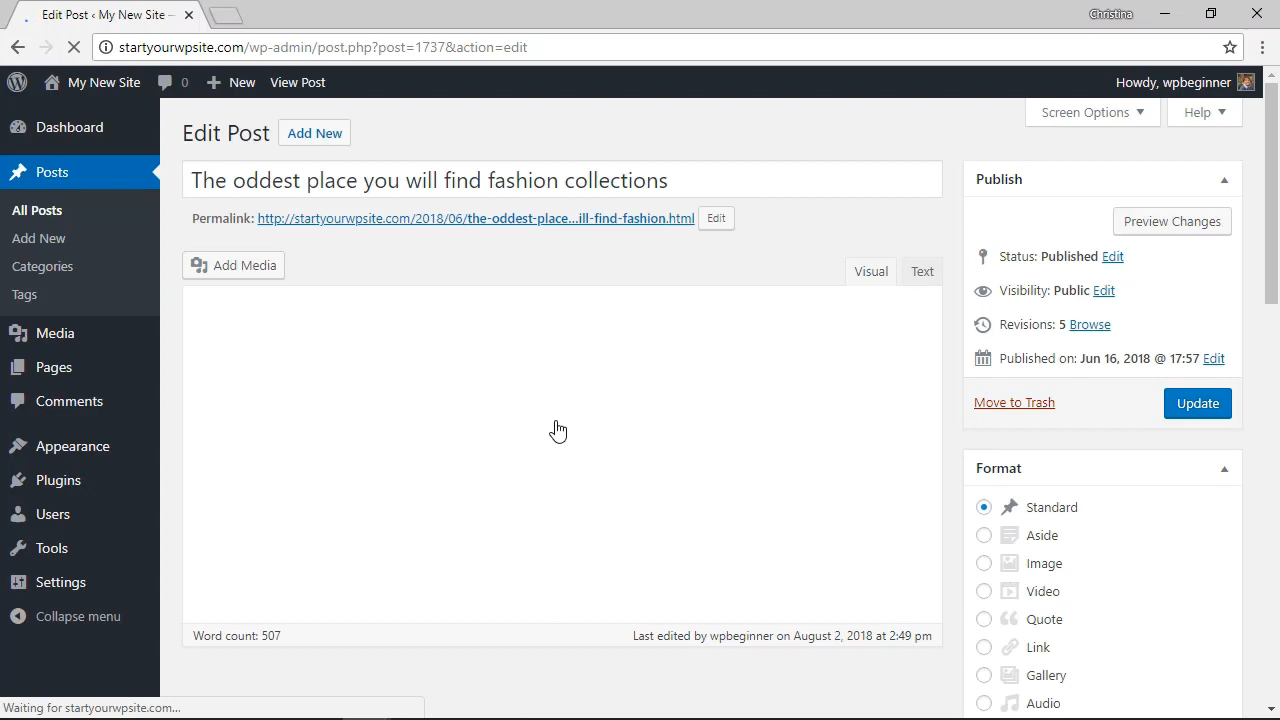 Edit Post ‹ My New Site –
Christina
startyourwpsite.com/wp-admin/post.php?post=1737&action=edit
My New Site
0
New
View Post
Howdy, wpbeginner
Screen Options
Help
Dashboard
Posts
All Posts
Add New
Categories
Tags
Media
Pages
Comments
Appearance
Plugins
Users
Tools
Settings
Collapse menu
Edit Post
Add New
The oddest place you will find fashion collections
Permalink: http://startyourwpsite.com/2018/06/the-oddest-place...ill-find-fashion.html
Edit
Add Media
Visual
Text
Word count: 507
Last edited by wpbeginner on August 2, 2018 at 2:49 pm
Publish
Preview Changes
Status: Published Edit
Visibility: Public Edit
Revisions: 5 Browse
Published on: Jun 16, 2018 @ 17:57 Edit
Move to Trash
Update
Format
Standard
Aside
Image
Video
Quote
Link
Gallery
Audio
Waiting for startyourwpsite.com...